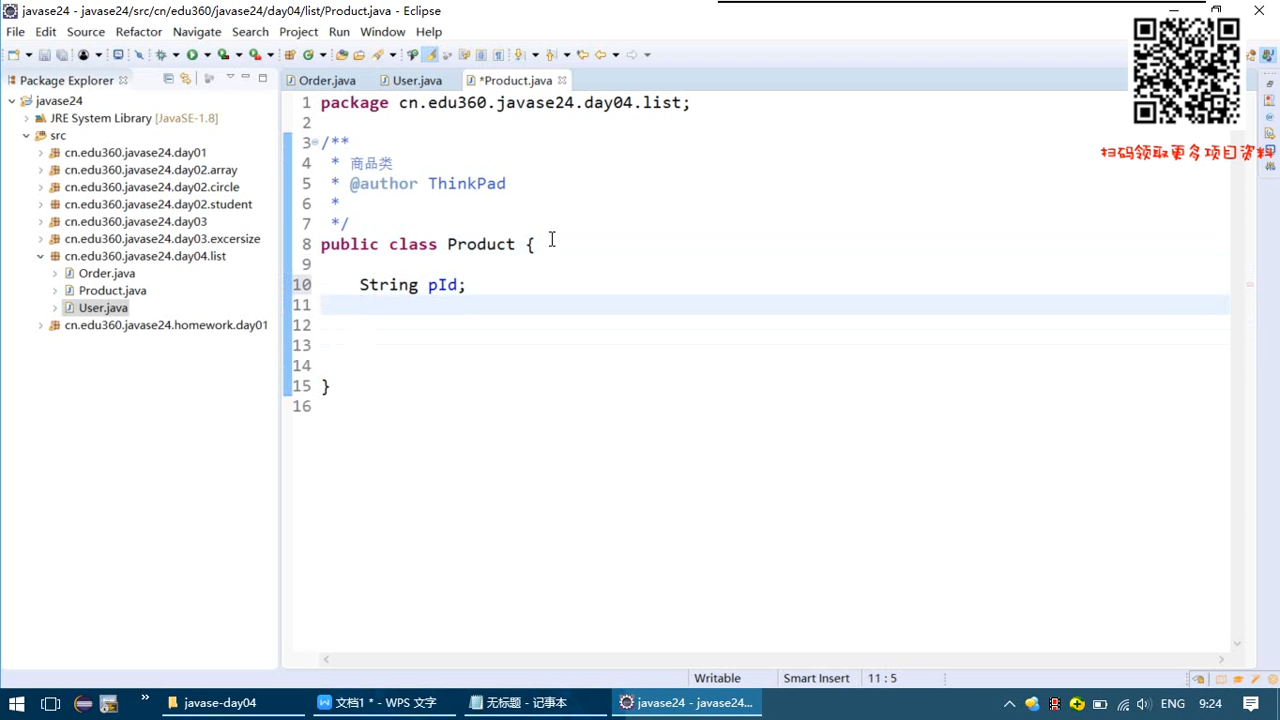 javase24 - javase24/src/cn/edu360/javase24/day04/list/Product.java - Eclipse
File Edit Source Refactor Navigate Search Project Run Window Help
Package Explorer
Order.java
User.java
*Product.java
javase24
JRE System Library [JavaSE-1.8]
src
cn.edu360.javase24.day01
cn.edu360.javase24.day02.array
cn.edu360.javase24.day02.circle
cn.edu360.javase24.day02.student
cn.edu360.javase24.day03
cn.edu360.javase24.day03.excersize
cn.edu360.javase24.day04.list
Order.java
Product.java
User.java
cn.edu360.javase24.homework.day01
1 package cn.edu360.javase24.day04.list;
2
3 /**
4 * 商品类
5 * @author ThinkPad
6 *
7 */
8 public class Product {
9
10 String pId;
11
12
13
14
15 }
16
扫码领取更多项目资料
Writable Smart Insert 11 : 5
javase-day04
文档1 * - WPS 文字
无标题 - 记事本
javase24 - javase24...
ENG 9:24